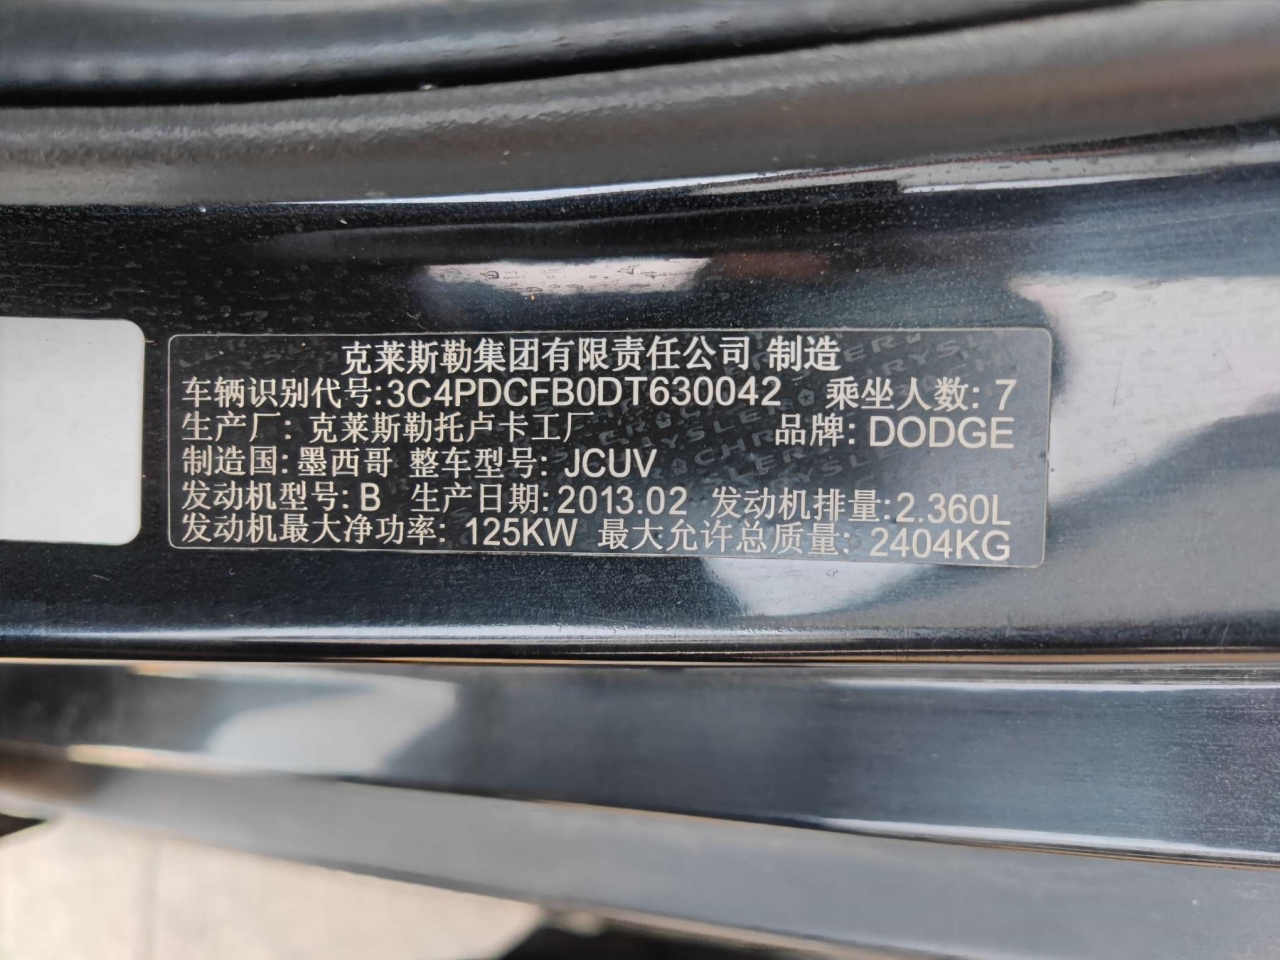 克莱斯勒集团有限责任公司 制造
车辆识别代号:3C4PDCFB0DT630042 乘坐人数: 7
生产厂: 克莱斯勒托卢卡工厂 品牌: DODGE
制造国: 墨西哥 整车型号: JCUV
发动机型号: B 生产日期: 2013.02 发动机排量:2.360L
发动机最大净功率: 125KW 最大允许总质量: 2404KG